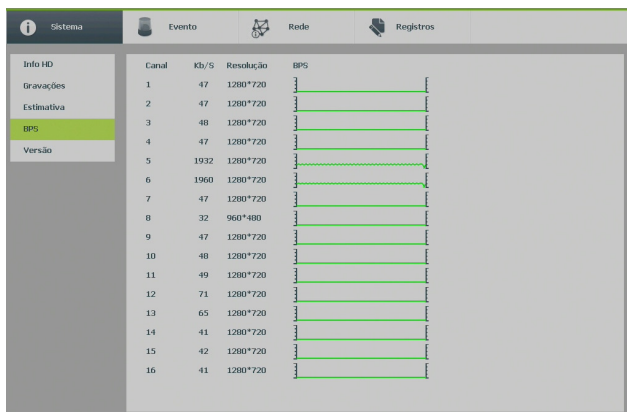 Sistema Evento Rede Registros
Info HD
Gravações
Estimativa
BPS
Versão
Canal Kb/S Resolução BPS
1 47 1280*720
2 47 1280*720
3 48 1280*720
4 47 1280*720
5 1932 1280*720
6 1960 1280*720
7 47 1280*720
8 32 960*480
9 47 1280*720
10 48 1280*720
11 49 1280*720
12 71 1280*720
13 65 1280*720
14 41 1280*720
15 42 1280*720
16 41 1280*720